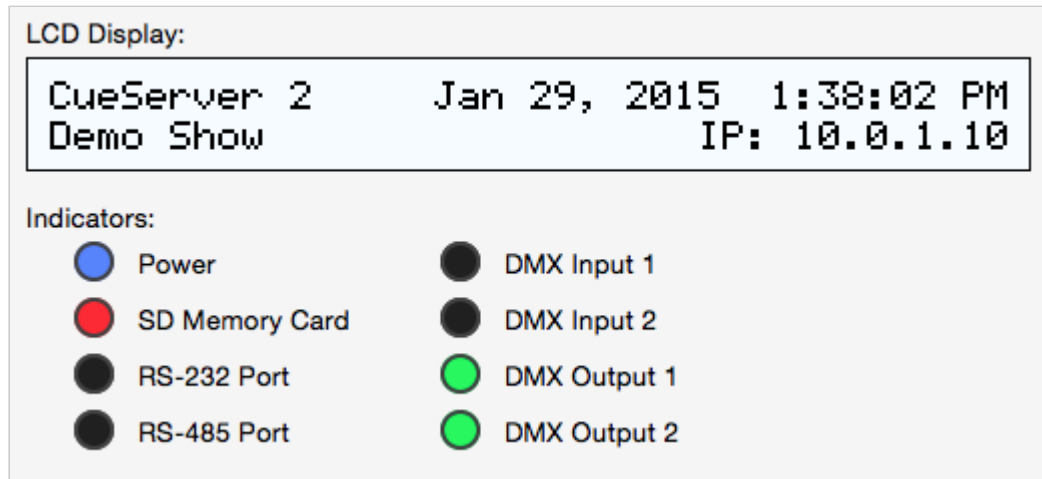 LCD Display:
CueServer 2 Jan 29, 2015 1:38:02 PM
Demo Show IP: 10.0.1.10
Indicators:
Power DMX Input 1
SD Memory Card DMX Input 2
RS-232 Port DMX Output 1
RS-485 Port DMX Output 2